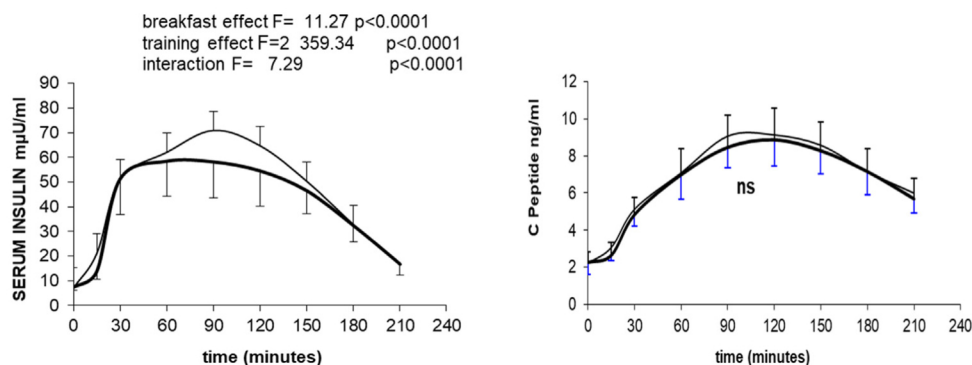 breakfast effect F= 11.27 p<0.0001
training effect F=2 359.34 p<0.0001
interaction F= 7.29 p<0.0001
SERUM INSULIN mµU/ml
90
80
70
60
50
40
30
20
10
0
0 30 60 90 120 150 180 210 240
time (minutes)
C Peptide ng/ml
12
10
8
6
4
2
0
ns
0 30 60 90 120 150 180 210 240
time (minutes)